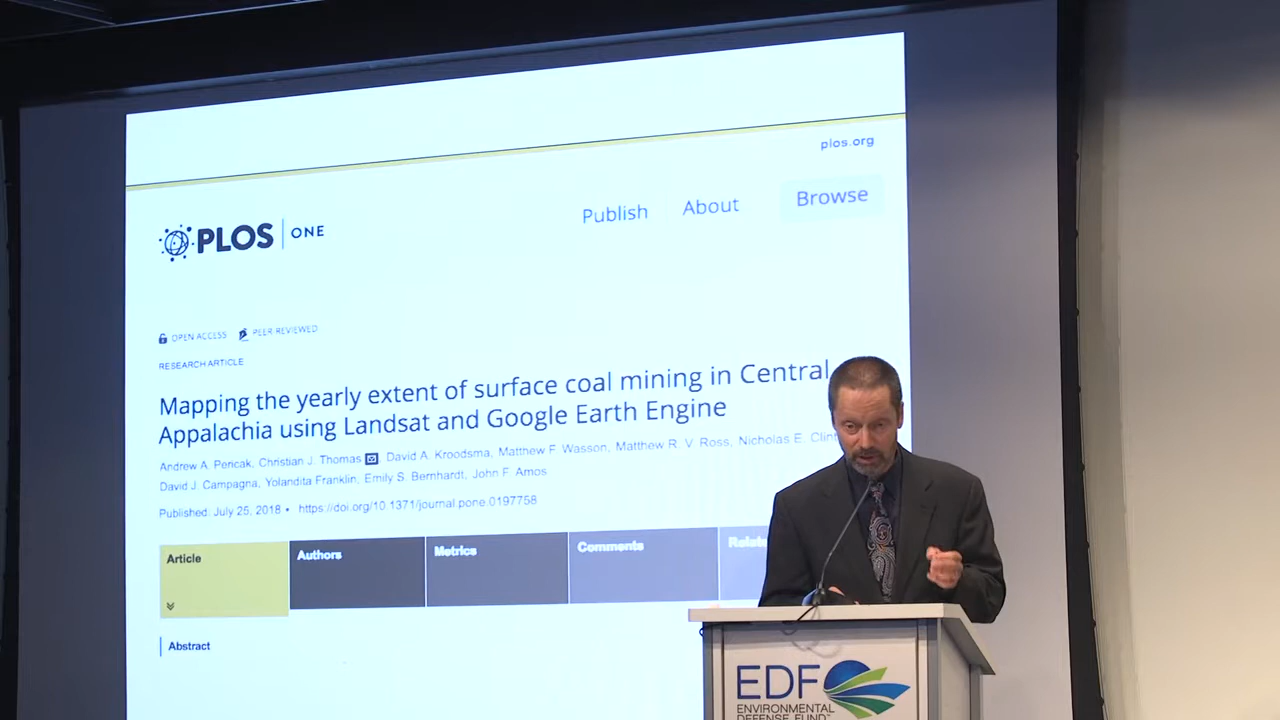 plos.org
PLOS ONE
Publish About Browse
OPEN ACCESS PEER-REVIEWED
RESEARCH ARTICLE
Mapping the yearly extent of surface coal mining in Central
Appalachia using Landsat and Google Earth Engine
Andrew A. Pericak, Christian J. Thomas, David A. Kroodsma, Matthew F. Wasson, Matthew R. V. Ross, Nicholas E.
David J. Campagna, Yolandita Franklin, Emily S. Bernhardt, John F. Amos
Published: July 25, 2018 • https://doi.org/10.1371/journal.pone.0197758
Article Authors Metrics Comments
Abstract
EDF
ENVIRONMENTAL
DEFENSE FUND